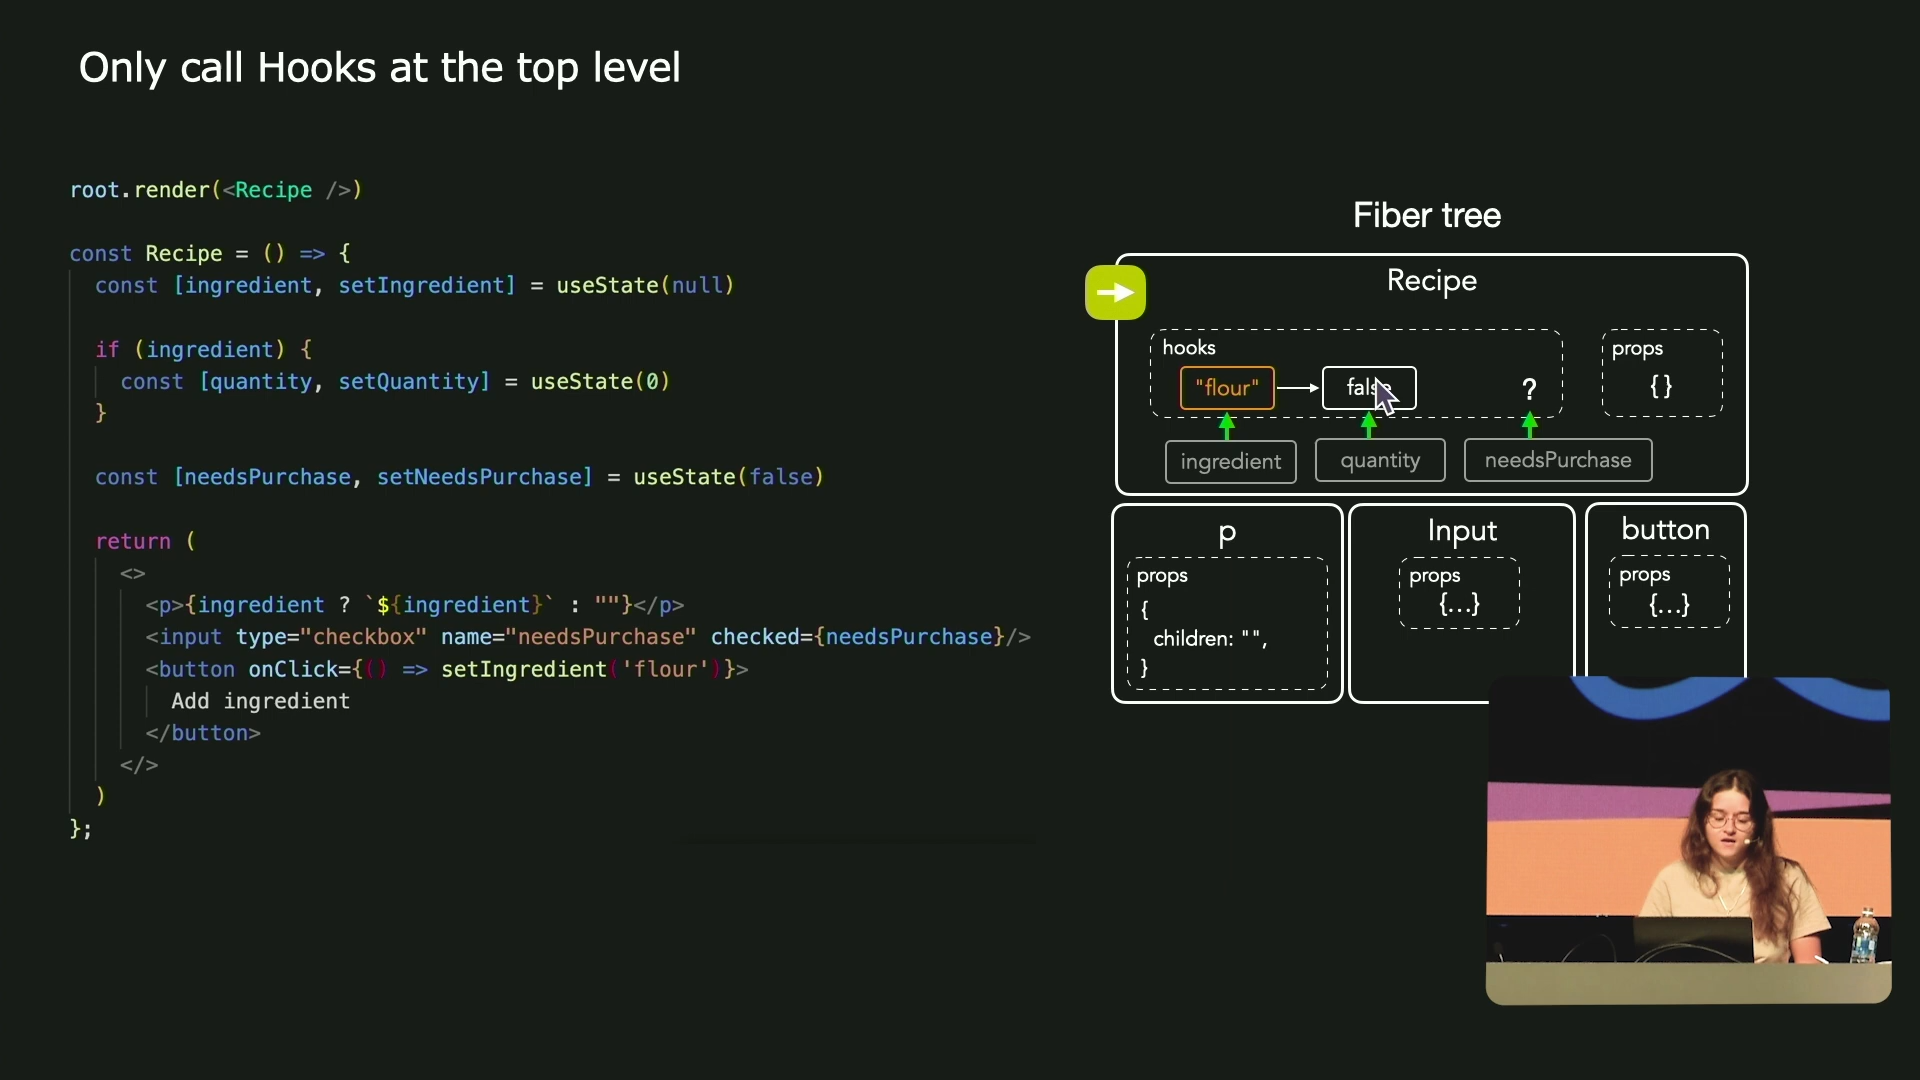 Only call Hooks at the top level
root.render(<Recipe />)
const Recipe = () => {
const [ingredient, setIngredient] = useState(null)
if (ingredient) {
const [quantity, setQuantity] = useState(0)
}
const [needsPurchase, setNeedsPurchase] = useState(false)
return (
<>
<p>{ingredient ? `${ingredient}` : ""}</p>
<input type="checkbox" name="needsPurchase" checked={needsPurchase}/>
<button onClick={() => setIngredient('flour')}>
Add ingredient
</button>
</>
)
};
Fiber tree
Recipe
hooks
"flour"
false
?
props
{}
ingredient
quantity
needsPurchase
p
props
{
children: "",
}
Input
props
{...}
button
props
{...}